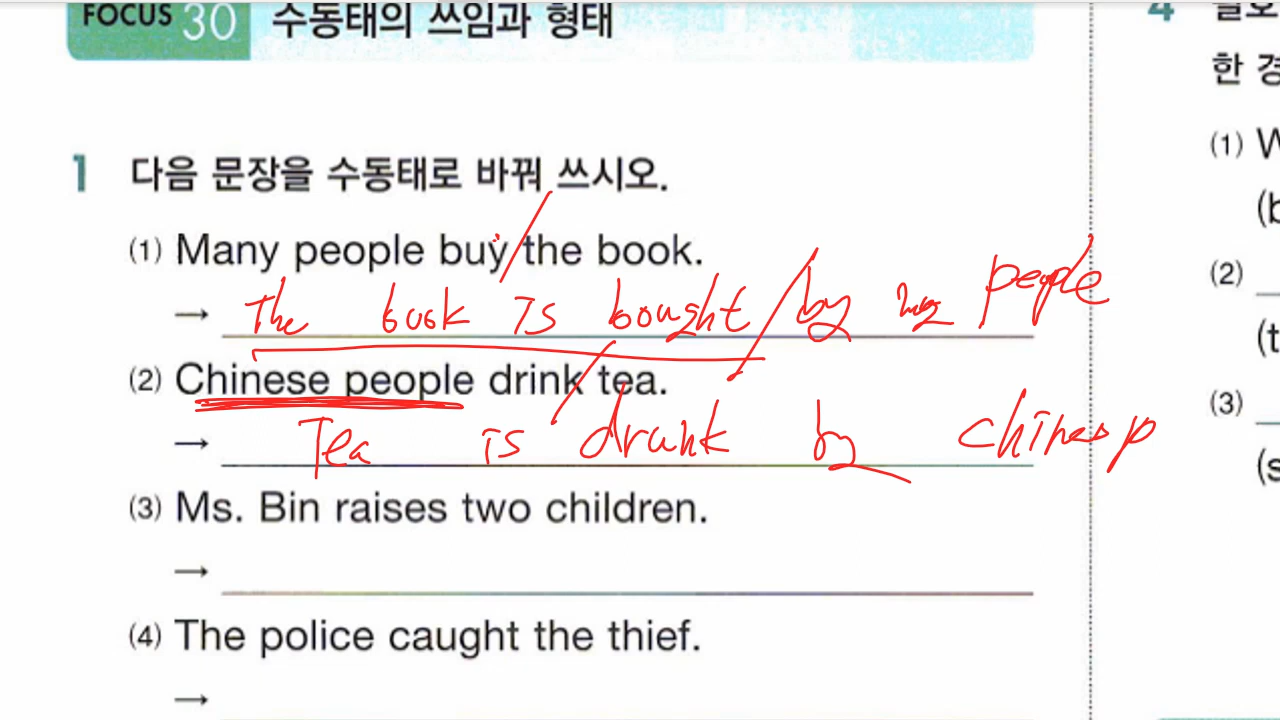 FOCUS 30 수동태의 쓰임과 형태
1 다음 문장을 수동태로 바꿔 쓰시오.
(1) Many people buy the book.
→ The book is bought by people
(2) Chinese people drink tea.
→ Tea is drunk by chinese p
(3) Ms. Bin raises two children.
→
(4) The police caught the thief.
→
4
한 경
(1) W
(b
(2)
(t
(3)
(s